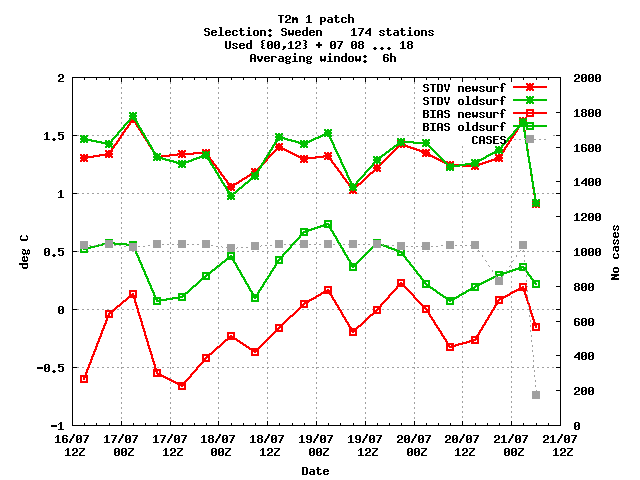 T2m 1 patch
Selection: Sweden 174 stations
Used {00,12} + 07 08 ... 18
Averaging window: 6h
2 2000
STDV newsurf
STDV oldsurf
BIAS newsurf
BIAS oldsurf
CASES
1800
1.5 1600
1 1400
1200
0.5 1000
0 800
600
-0.5 400
200
-1 0
deg C
No cases
16/07 17/07 17/07 18/07 18/07 19/07 19/07 20/07 20/07 21/07 21/07
12Z 00Z 12Z 00Z 12Z 00Z 12Z 00Z 12Z 00Z 12Z
Date